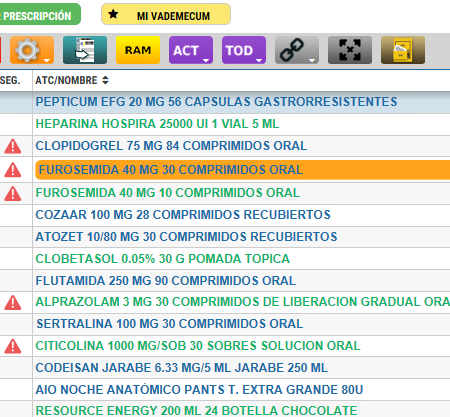 PRESCRIPCIÓN
MI VADEMECUM
RAM
ACT
TOD
SEG.
ATC/NOMBRE
PEPTICUM EFG 20 MG 56 CAPSULAS GASTRORRESISTENTES
HEPARINA HOSPIRA 25000 UI 1 VIAL 5 ML
CLOPIDOGREL 75 MG 84 COMPRIMIDOS ORAL
FUROSEMIDA 40 MG 30 COMPRIMIDOS ORAL
FUROSEMIDA 40 MG 10 COMPRIMIDOS ORAL
COZAAR 100 MG 28 COMPRIMIDOS RECUBIERTOS
ATOZET 10/80 MG 30 COMPRIMIDOS RECUBIERTOS
CLOBETASOL 0.05% 30 G POMADA TOPICA
FLUTAMIDA 250 MG 90 COMPRIMIDOS ORAL
ALPRAZOLAM 3 MG 30 COMPRIMIDOS DE LIBERACION GRADUAL ORA
SERTRALINA 100 MG 30 COMPRIMIDOS ORAL
CITICOLINA 1000 MG/SOB 30 SOBRES SOLUCION ORAL
CODEISAN JARABE 6.33 MG/5 ML JARABE 250 ML
AIO NOCHE ANATÓMICO PANTS T. EXTRA GRANDE 80U
RESOURCE ENERGY 200 ML 24 BOTELLA CHOCOLATE